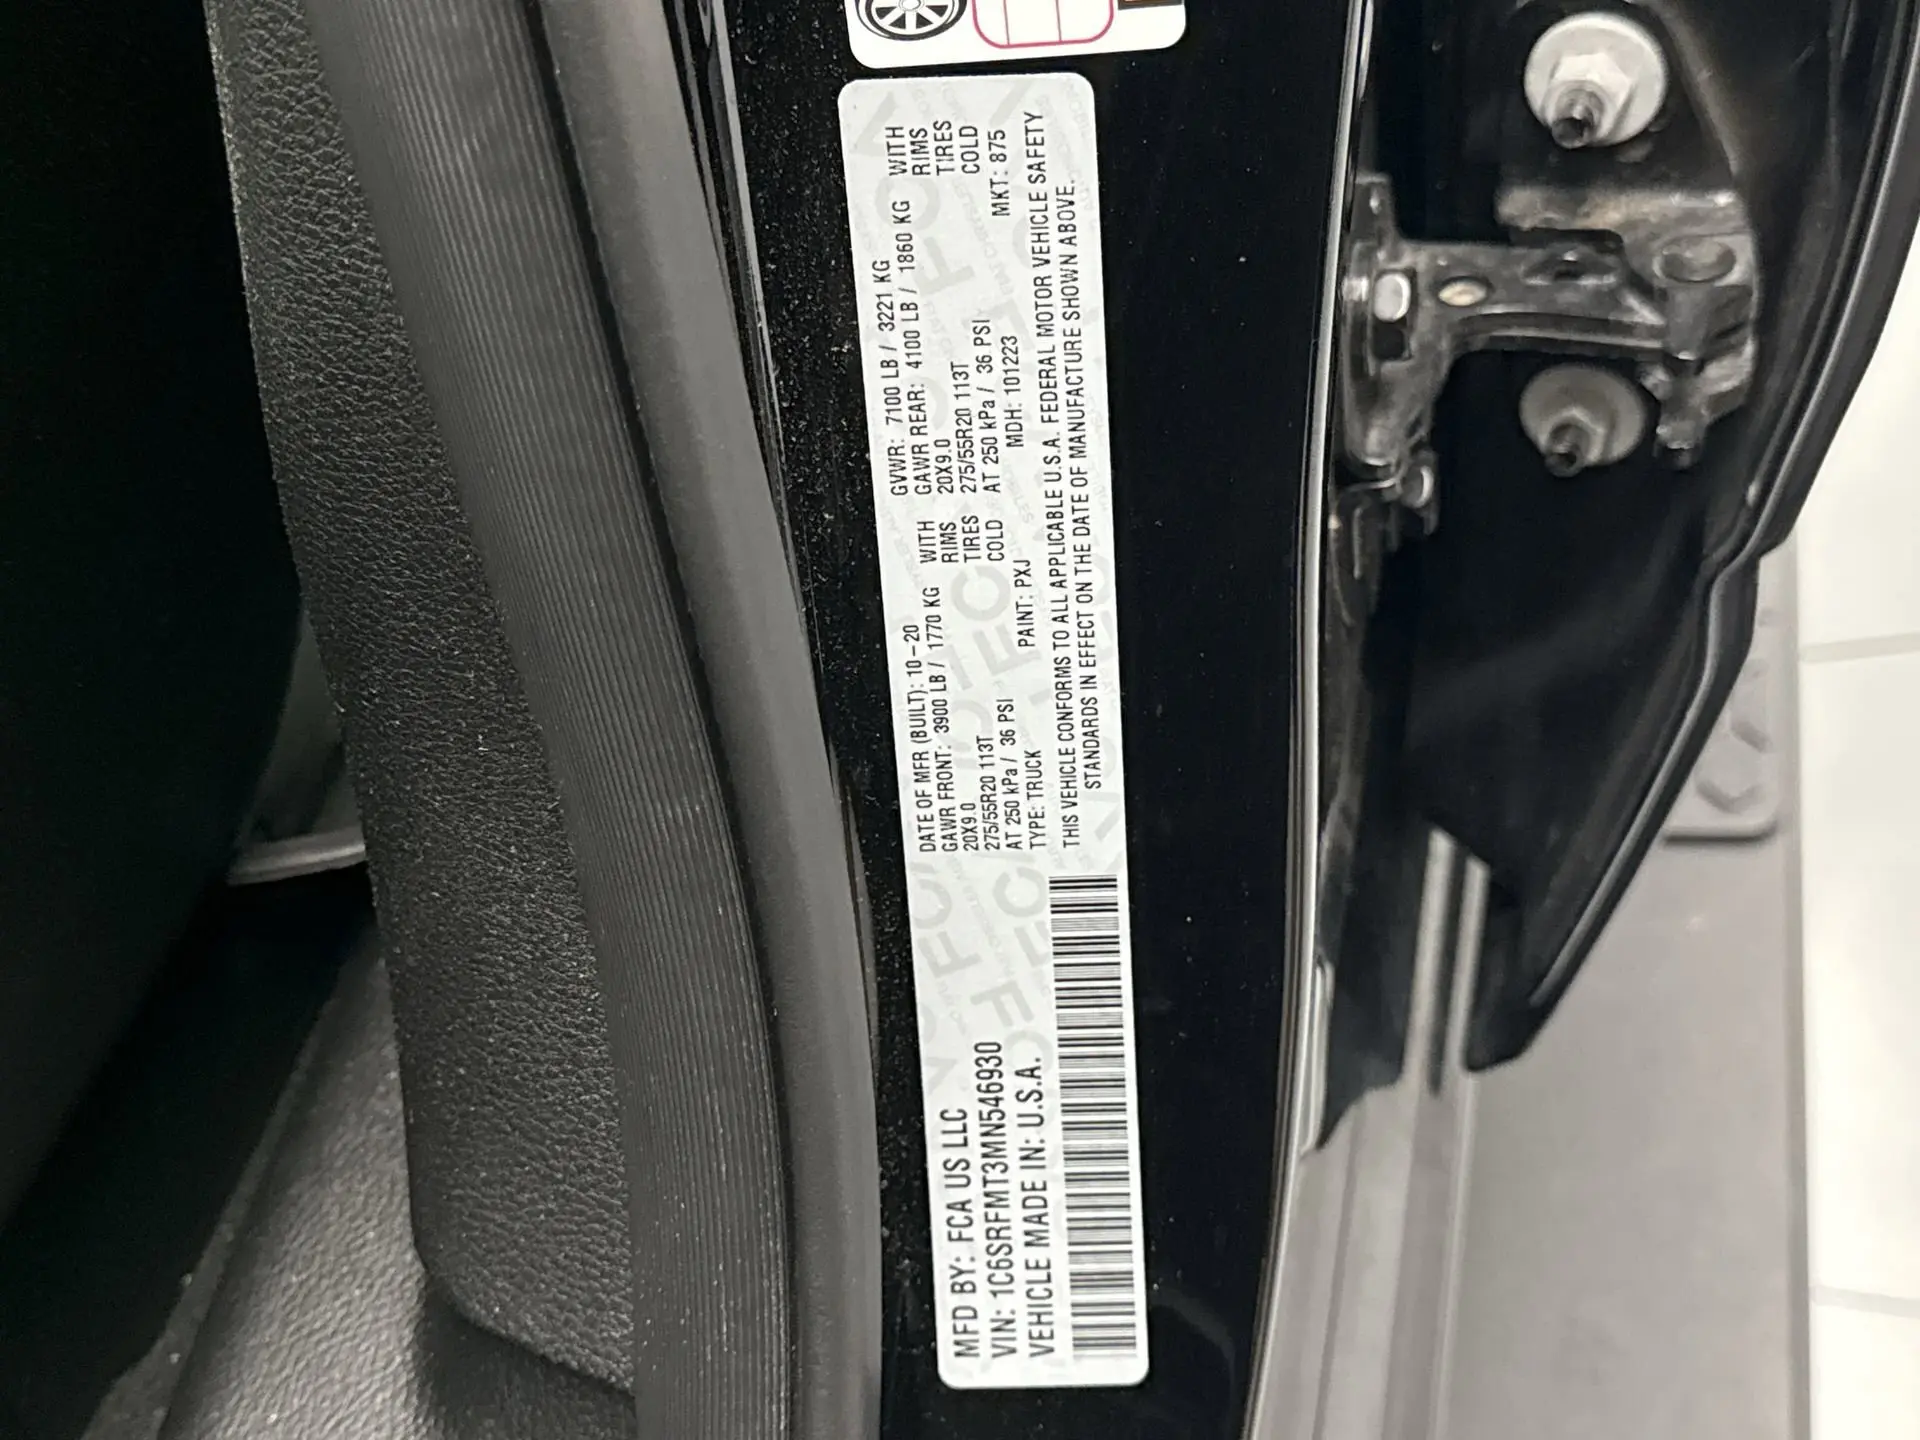 MFD BY: FCA US LLC
VIN: 1C6SRFMT3MN546930
VEHICLE MADE IN: U.S.A.
DATE OF MFR (BUILT): 10-20
GAWR FRONT: 3900 LB / 1770 KG WITH
20X9.0 RIMS
275/55R20 113T TIRES
AT 250 kPa / 36 PSI COLD
GVWR: 7100 LB / 3221 KG
GAWR REAR: 4100 LB / 1860 KG WITH
20X9.0 RIMS
275/55R20 113T TIRES
AT 250 kPa / 36 PSI COLD
TYPE: TRUCK PAINT: PXJ MDH: 101223 MKT: 875
THIS VEHICLE CONFORMS TO ALL APPLICABLE U.S.A. FEDERAL MOTOR VEHICLE SAFETY
STANDARDS IN EFFECT ON THE DATE OF MANUFACTURE SHOWN ABOVE.